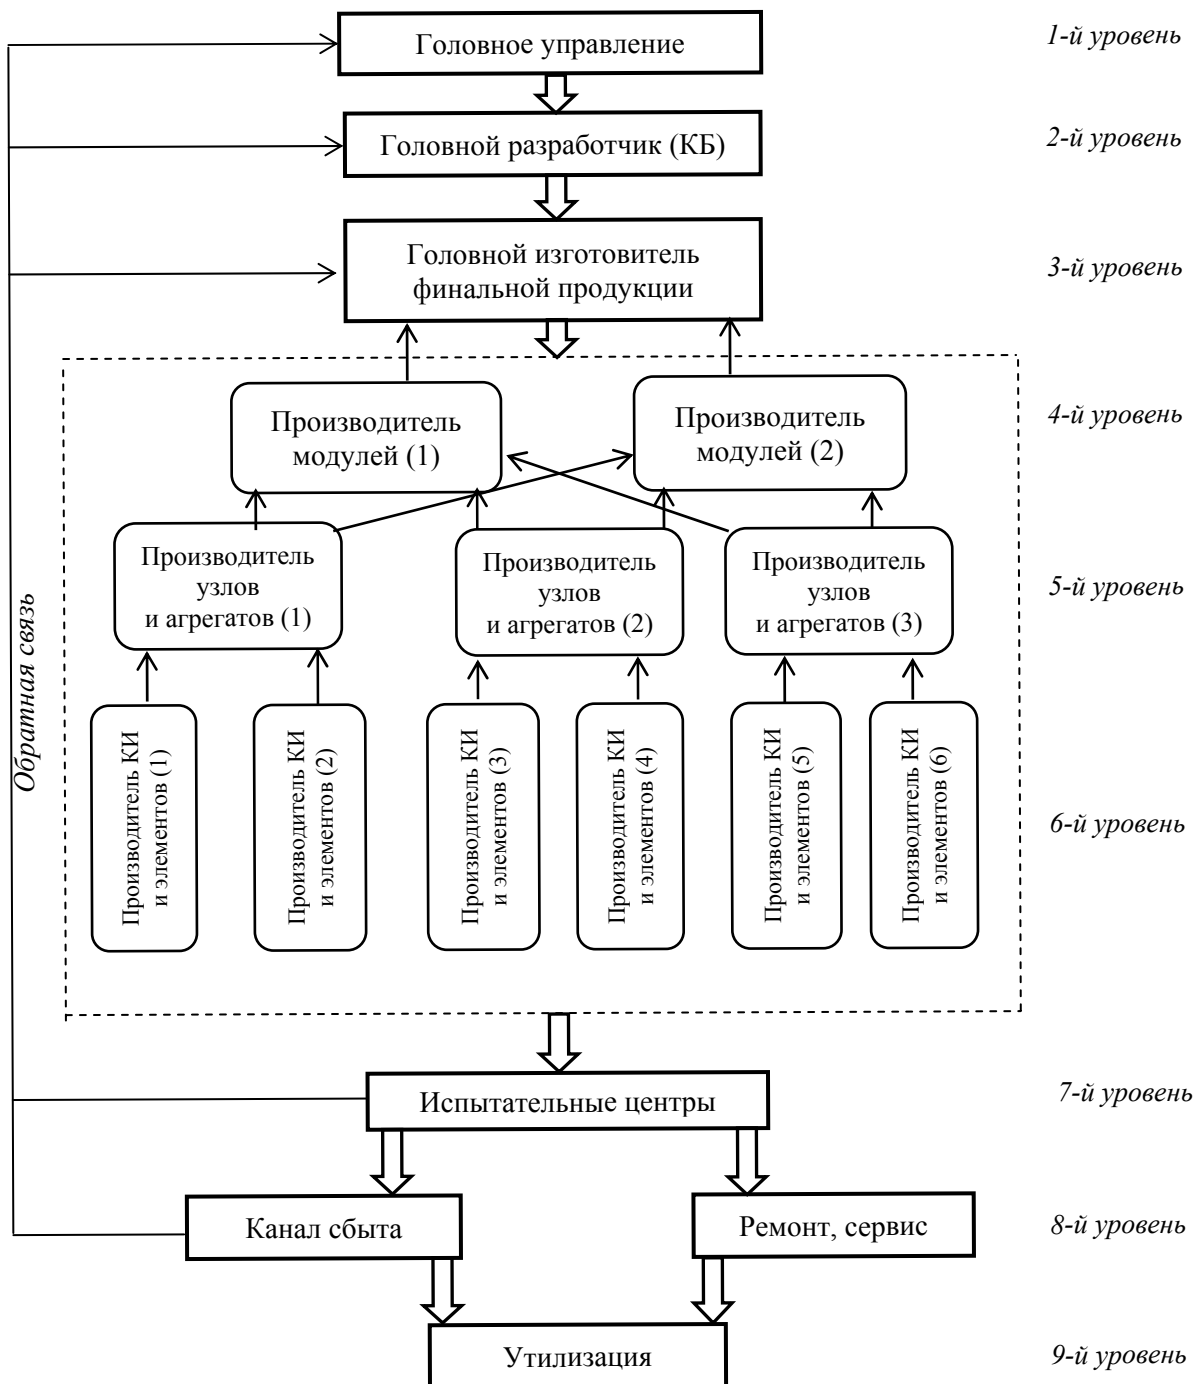 Головное управление
1-й уровень
Головной разработчик (КБ)
2-й уровень
Головной изготовитель
финальной продукции
3-й уровень
Производитель
модулей (1)
Производитель
модулей (2)
4-й уровень
Производитель
узлов
и агрегатов (1)
Производитель
узлов
и агрегатов (2)
Производитель
узлов
и агрегатов (3)
5-й уровень
Обратная связь
Производитель КИ
и элементов (1)
Производитель КИ
и элементов (2)
Производитель КИ
и элементов (3)
Производитель КИ
и элементов (4)
Производитель КИ
и элементов (5)
Производитель КИ
и элементов (6)
6-й уровень
Испытательные центры
7-й уровень
Канал сбыта
Ремонт, сервис
8-й уровень
Утилизация
9-й уровень